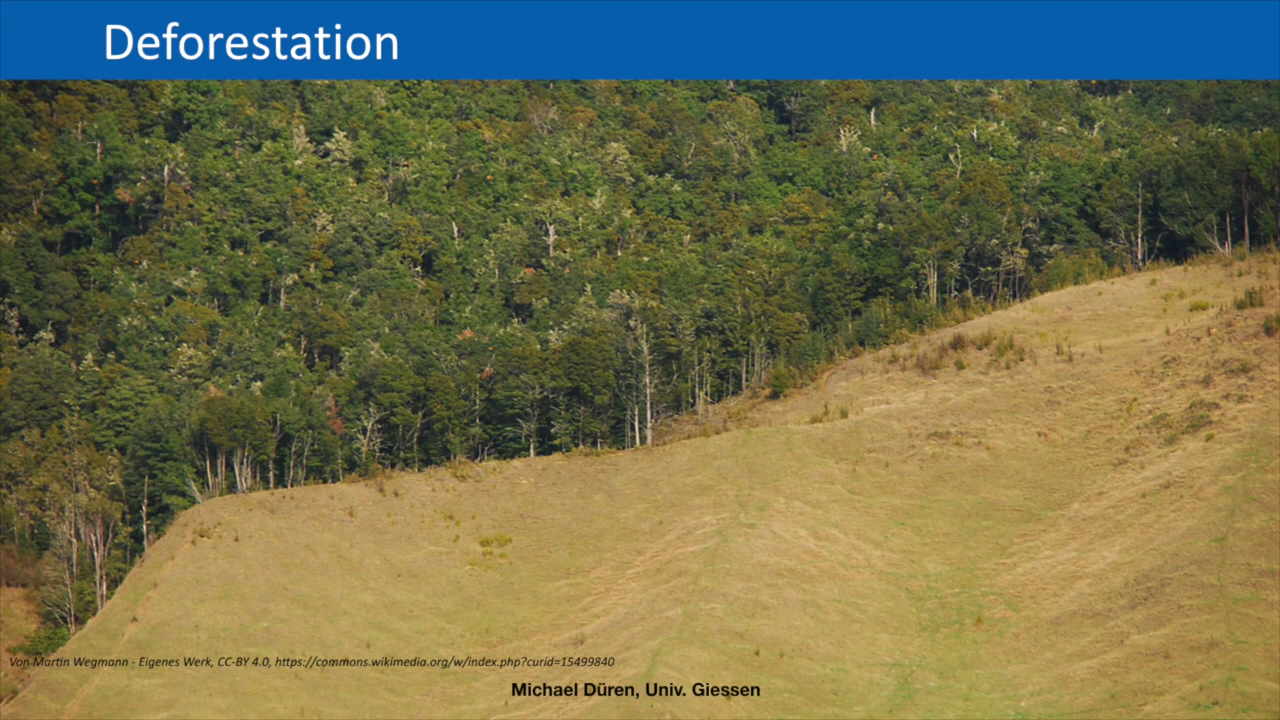 Deforestation
Von Martin Wegmann - Eigenes Werk, CC-BY 4.0, https://commons.wikimedia.org/w/index.php?curid=15499840
Michael Düren, Univ. Giessen